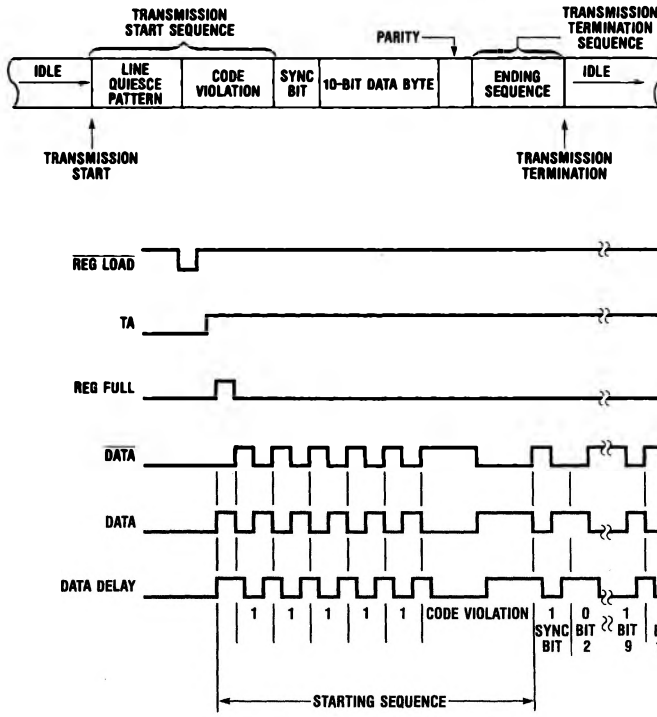 TRANSMISSION
START SEQUENCE
PARITY
TRANSMISSION
TERMINATION
SEQUENCE
IDLE
LINE
QUIESCE
PATTERN
CODE
VIOLATION
SYNC
BIT
10-BIT DATA BYTE
ENDING
SEQUENCE
IDLE
TRANSMISSION
START
TRANSMISSION
TERMINATION
REG LOAD
TA
REG FULL
DATA
DATA
DATA DELAY
1 1 1 1 1 CODE VIOLATION 1 0 1
SYNC BIT BIT
BIT 2 9
STARTING SEQUENCE